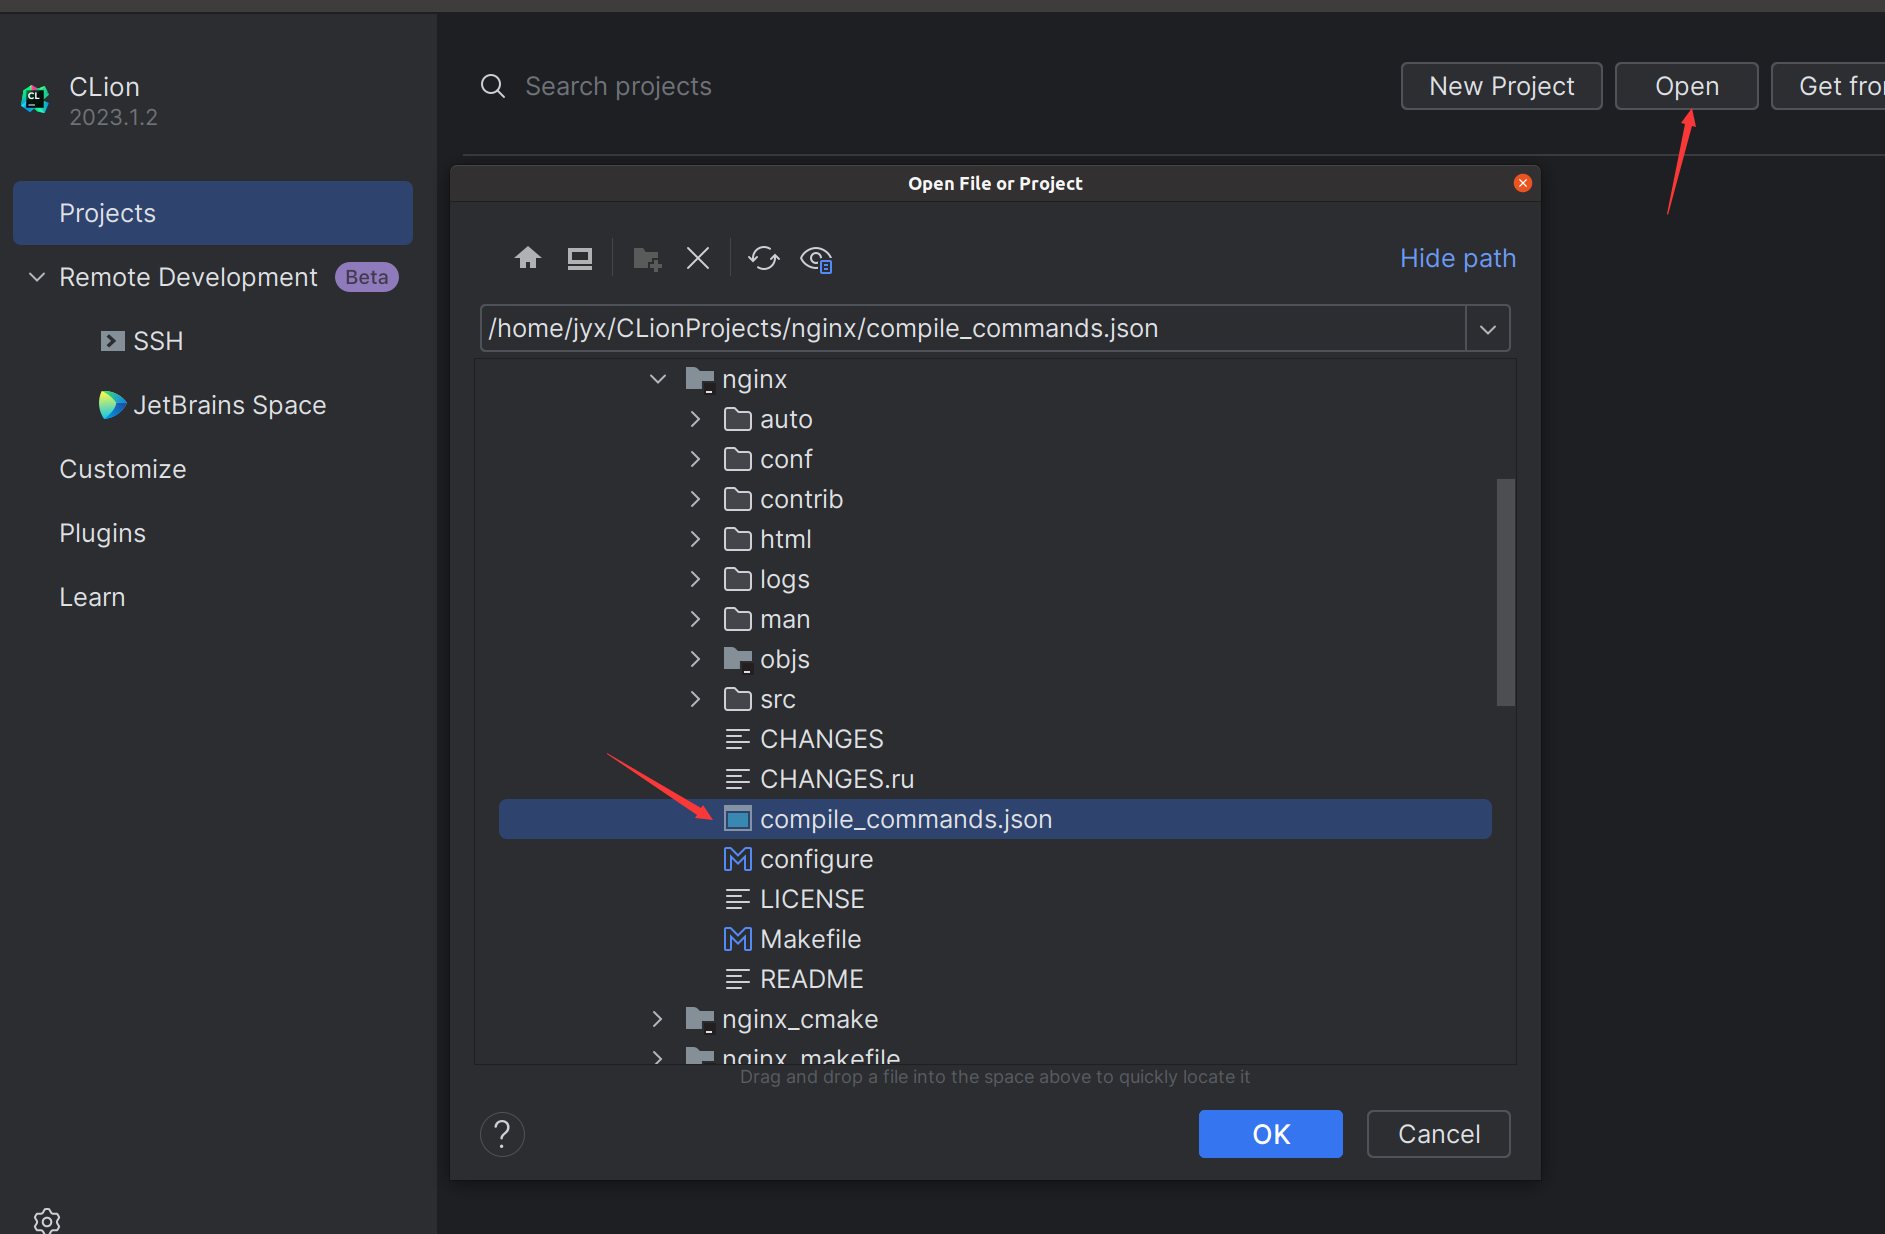 CLion
2023.1.2
Search projects
New Project
Open
Get fro
Projects
Remote Development Beta
SSH
JetBrains Space
Customize
Plugins
Learn
Open File or Project
Hide path
/home/jyx/CLionProjects/nginx/compile_commands.json
nginx
auto
conf
contrib
html
logs
man
objs
src
CHANGES
CHANGES.ru
compile_commands.json
configure
LICENSE
Makefile
README
nginx_cmake
nginx_makefile
Drag and drop a file into the space above to quickly locate it
?
OK
Cancel